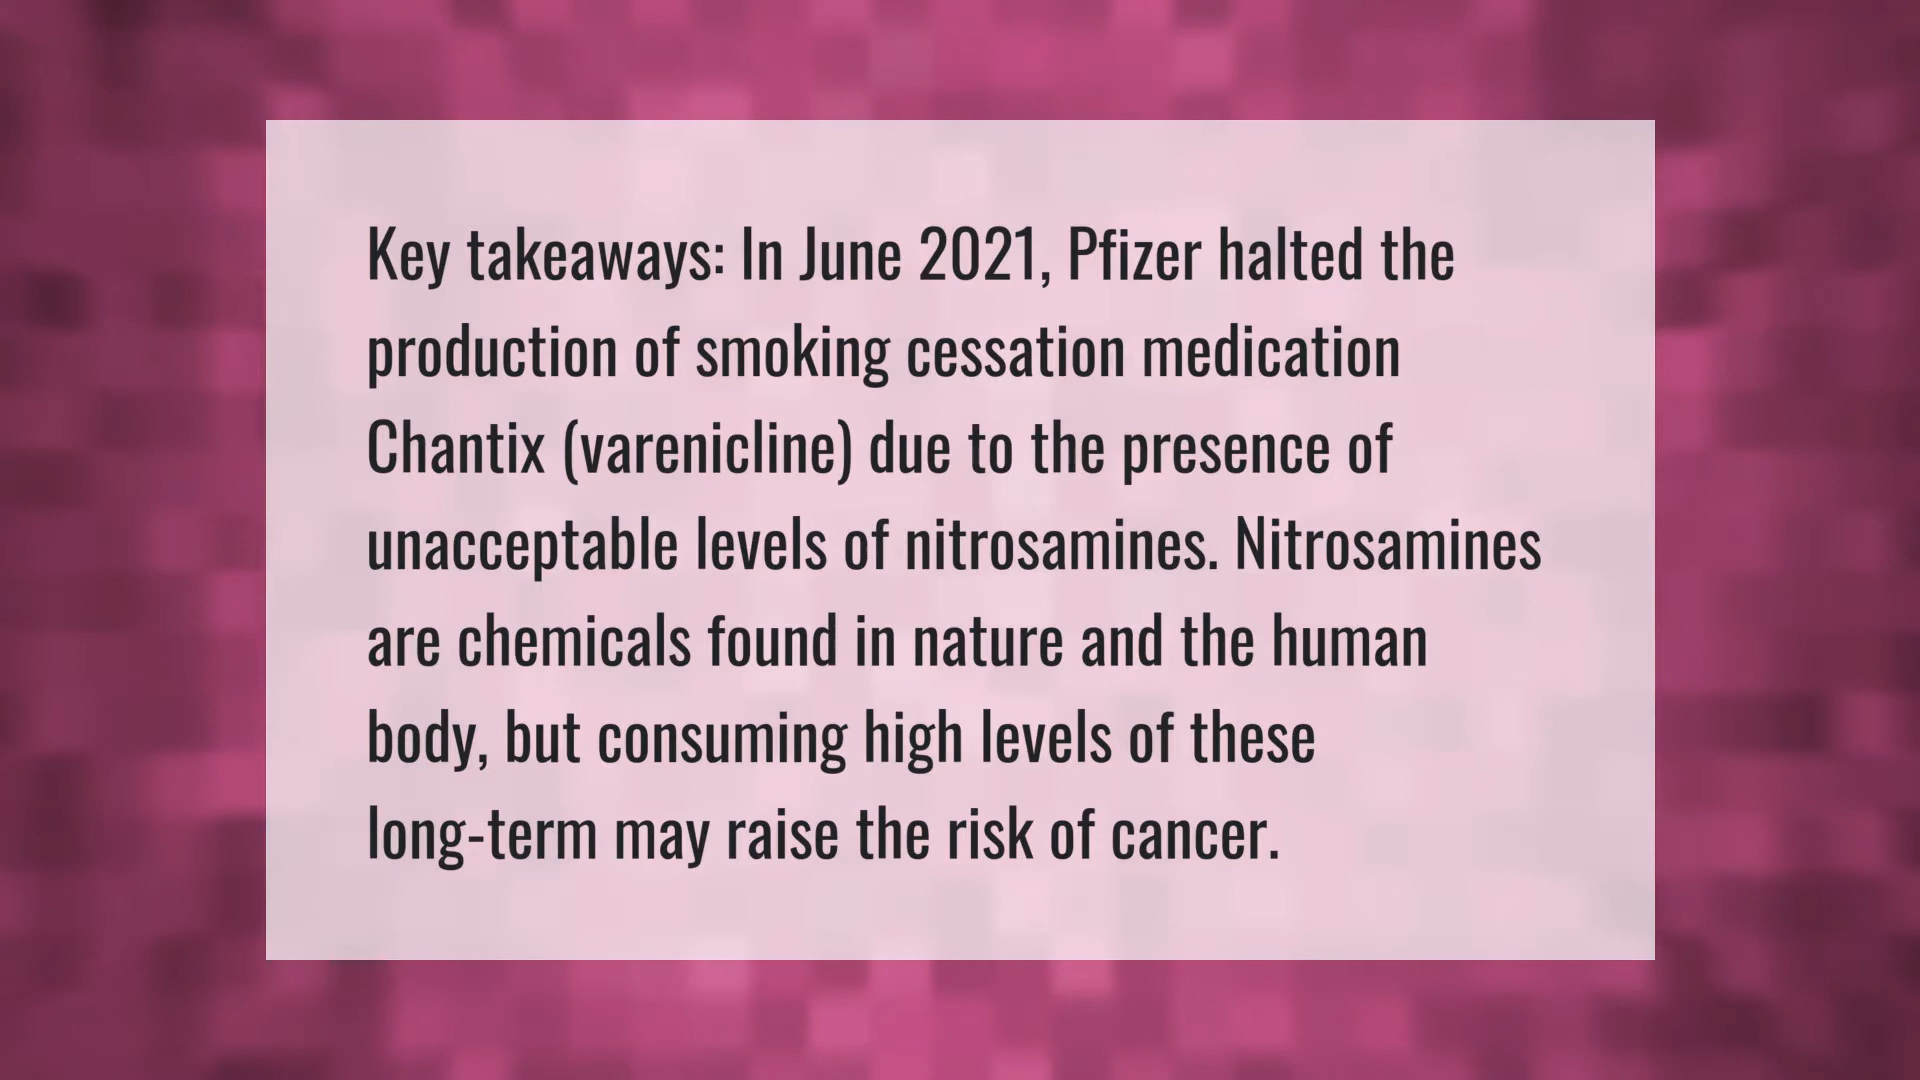 Key takeaways: In June 2021, Pfizer halted the
production of smoking cessation medication
Chantix (varenicline) due to the presence of
unacceptable levels of nitrosamines. Nitrosamines
are chemicals found in nature and the human
body, but consuming high levels of these
long-term may raise the risk of cancer.